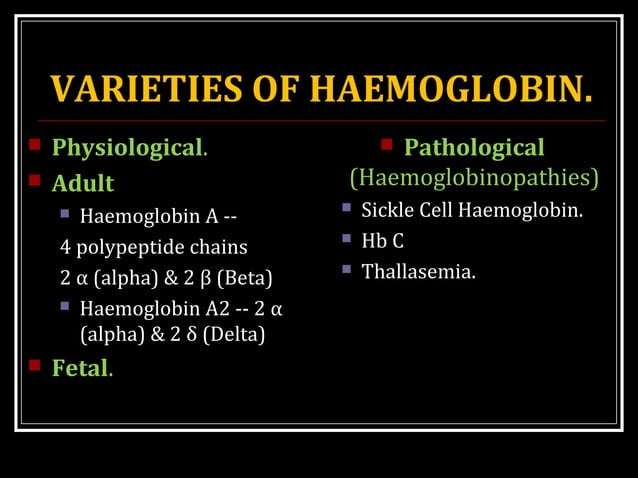 VARIETIES OF HAEMOGLOBIN.
Physiological.
Adult
Haemoglobin A --
4 polypeptide chains
2 α (alpha) & 2 β (Beta)
Haemoglobin A2 -- 2 α
(alpha) & 2 δ (Delta)
Fetal.
Pathological
(Haemoglobinopathies)
Sickle Cell Haemoglobin.
Hb C
Thallasemia.